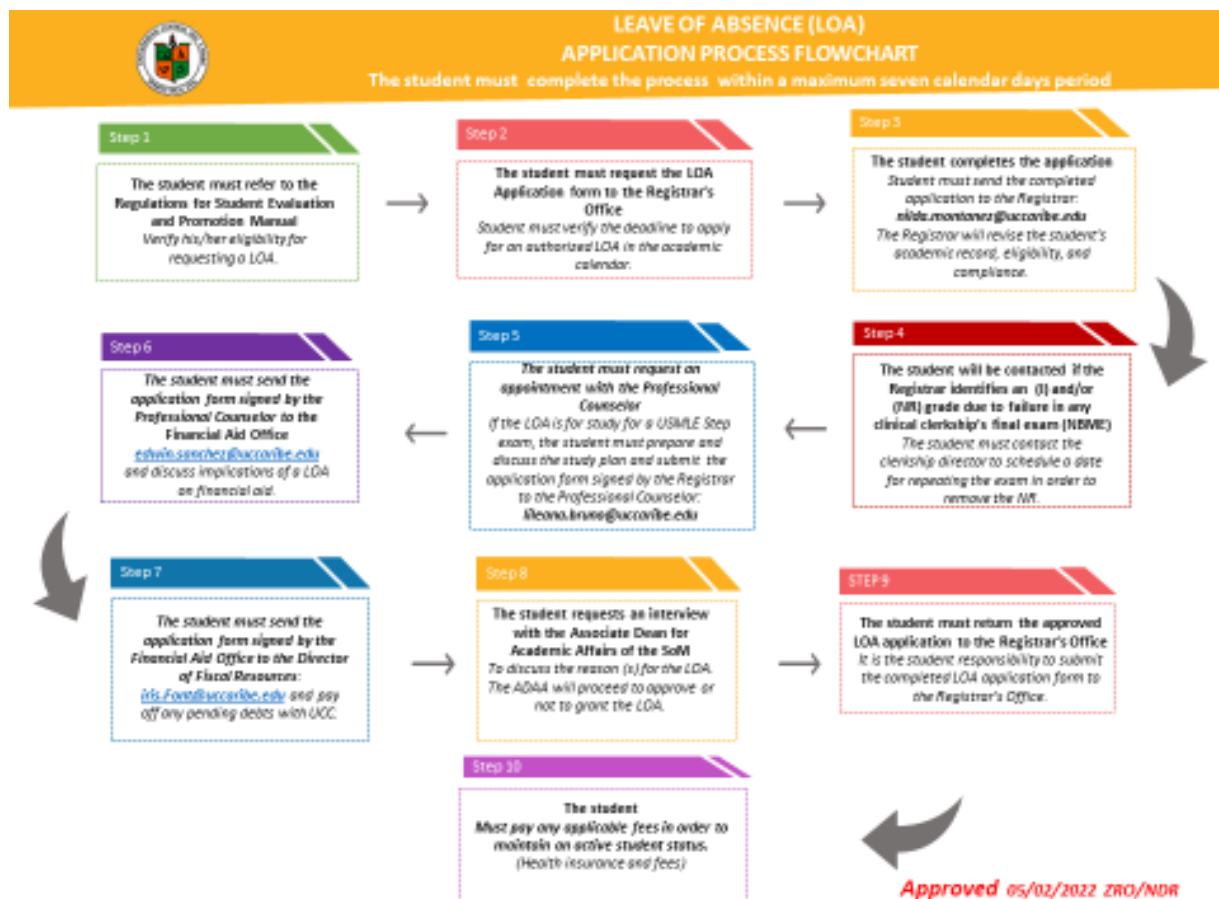 LEAVE OF ABSENCE (LOA)
APPLICATION PROCESS FLOWCHART
The student must complete the process within a maximum seven calendar days period
Step 1
The student must refer to the
Regulations for Student Evaluation
and Promotion Manual
Verify his/her eligibility for
requesting a LOA.
Step 2
The student must request the LOA
Application form to the Registrar's
Office
Student must verify the deadline to apply
for an authorized LOA in the academic
calendar.
Step 3
The student completes the application
Student must send the completed
application to the Registrar:
nilda.montanez@uccaribe.edu
The Registrar will revise the student's
academic record, eligibility, and
compliance.
Step 4
The student will be contacted if the
Registrar identifies an (I) and/or
(NR) grade due to failure in any
clinical clerkship's final exam (NBME)
The student must contact the
clerkship director to schedule a date
for repeating the exam in order to
remove the NR.
Step 5
The student must request an
appointment with the Professional
Counselor
If the LOA is for study for a USMLE Step
exam, the student must prepare and
discuss the study plan and submit the
application form signed by the Registrar
to the Professional Counselor:
lileana.bruno@uccaribe.edu
Step 6
The student must send the
application form signed by the
Professional Counselor to the
Financial Aid Office
edwin.sanchez@uccaribe.edu
and discuss implications of a LOA
on financial aid.
Step 7
The student must send the
application form signed by the
Financial Aid Office to the Director
of Fiscal Resources:
iris.Font@uccaribe.edu and pay
off any pending debts with UCC.
Step 8
The student requests an interview
with the Associate Dean for
Academic Affairs of the SoM
To discuss the reason (s) for the LOA.
The ADAA will proceed to approve or
not to grant the LOA.
STEP 9
The student must return the approved
LOA application to the Registrar's Office
It is the student responsibility to submit
the completed LOA application form to
the Registrar's Office.
Step 10
The student
Must pay any applicable fees in order to
maintain an active student status.
(Health insurance and fees)
Approved 05/02/2022 ZRO/NDR